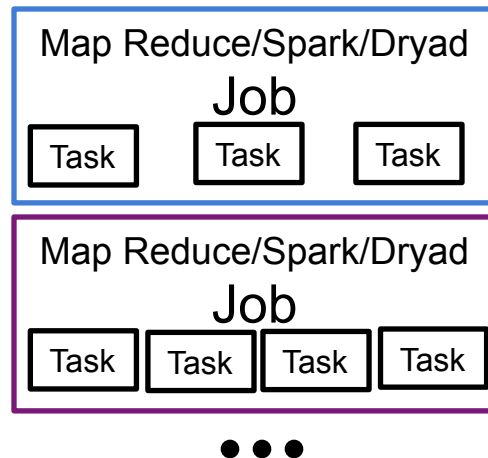 Map Reduce/Spark/Dryad
Job
Task Task Task
Map Reduce/Spark/Dryad
Job
Task Task Task Task
•••